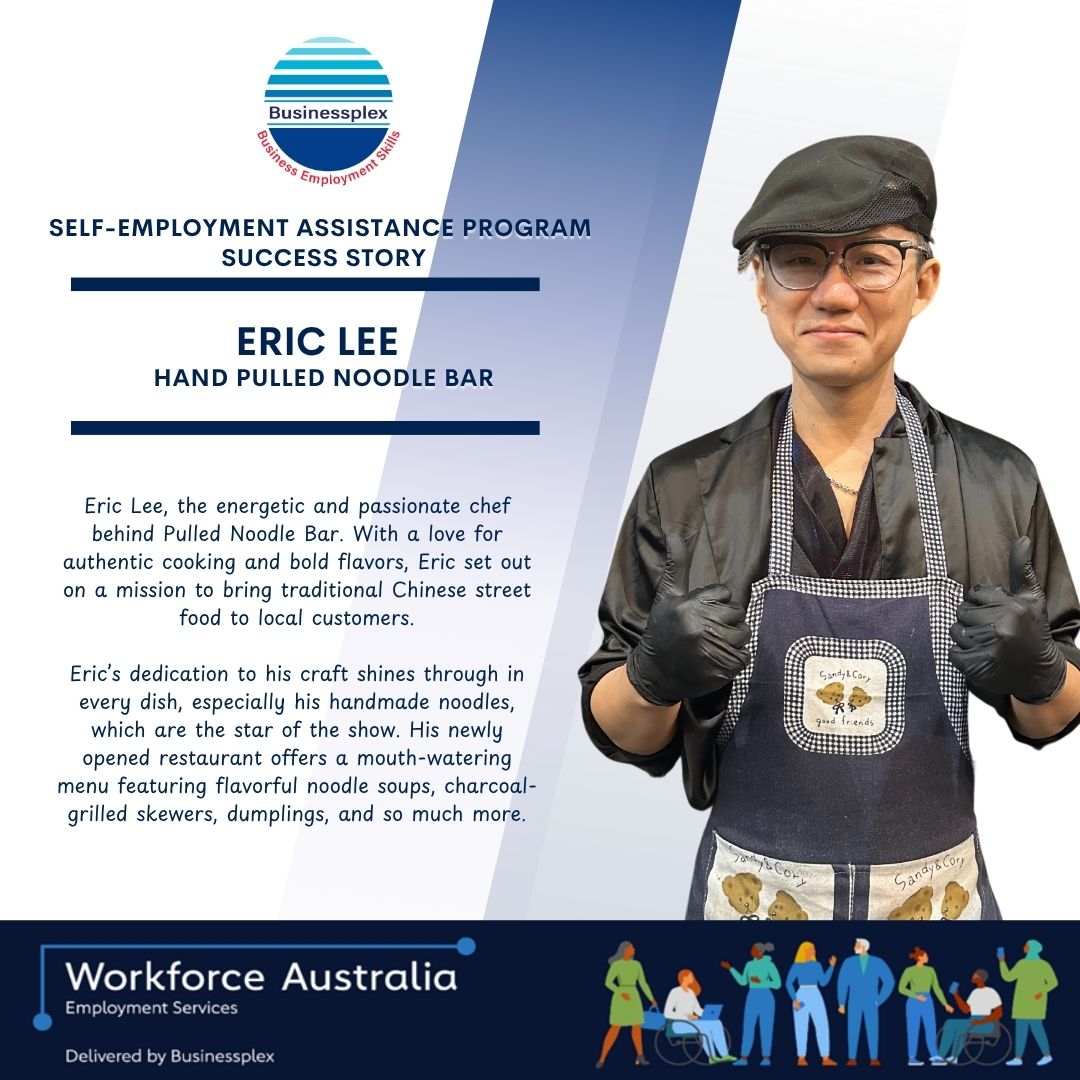 Businessplex
Business Employment Skills
SELF-EMPLOYMENT ASSISTANCE PROGRAM
SUCCESS STORY
ERIC LEE
HAND PULLED NOODLE BAR
Eric Lee, the energetic and passionate chef
behind Pulled Noodle Bar. With a love for
authentic cooking and bold flavors, Eric set out
on a mission to bring traditional Chinese street
food to local customers.
Eric's dedication to his craft shines through in
every dish, especially his handmade noodles,
which are the star of the show. His newly
opened restaurant offers a mouth-watering
menu featuring flavorful noodle soups, charcoal-
grilled skewers, dumplings, and so much more.
Sandy&Cory
good friends
Sandy&Cory
Sandy&Cory
Workforce Australia
Employment Services
Delivered by Businessplex